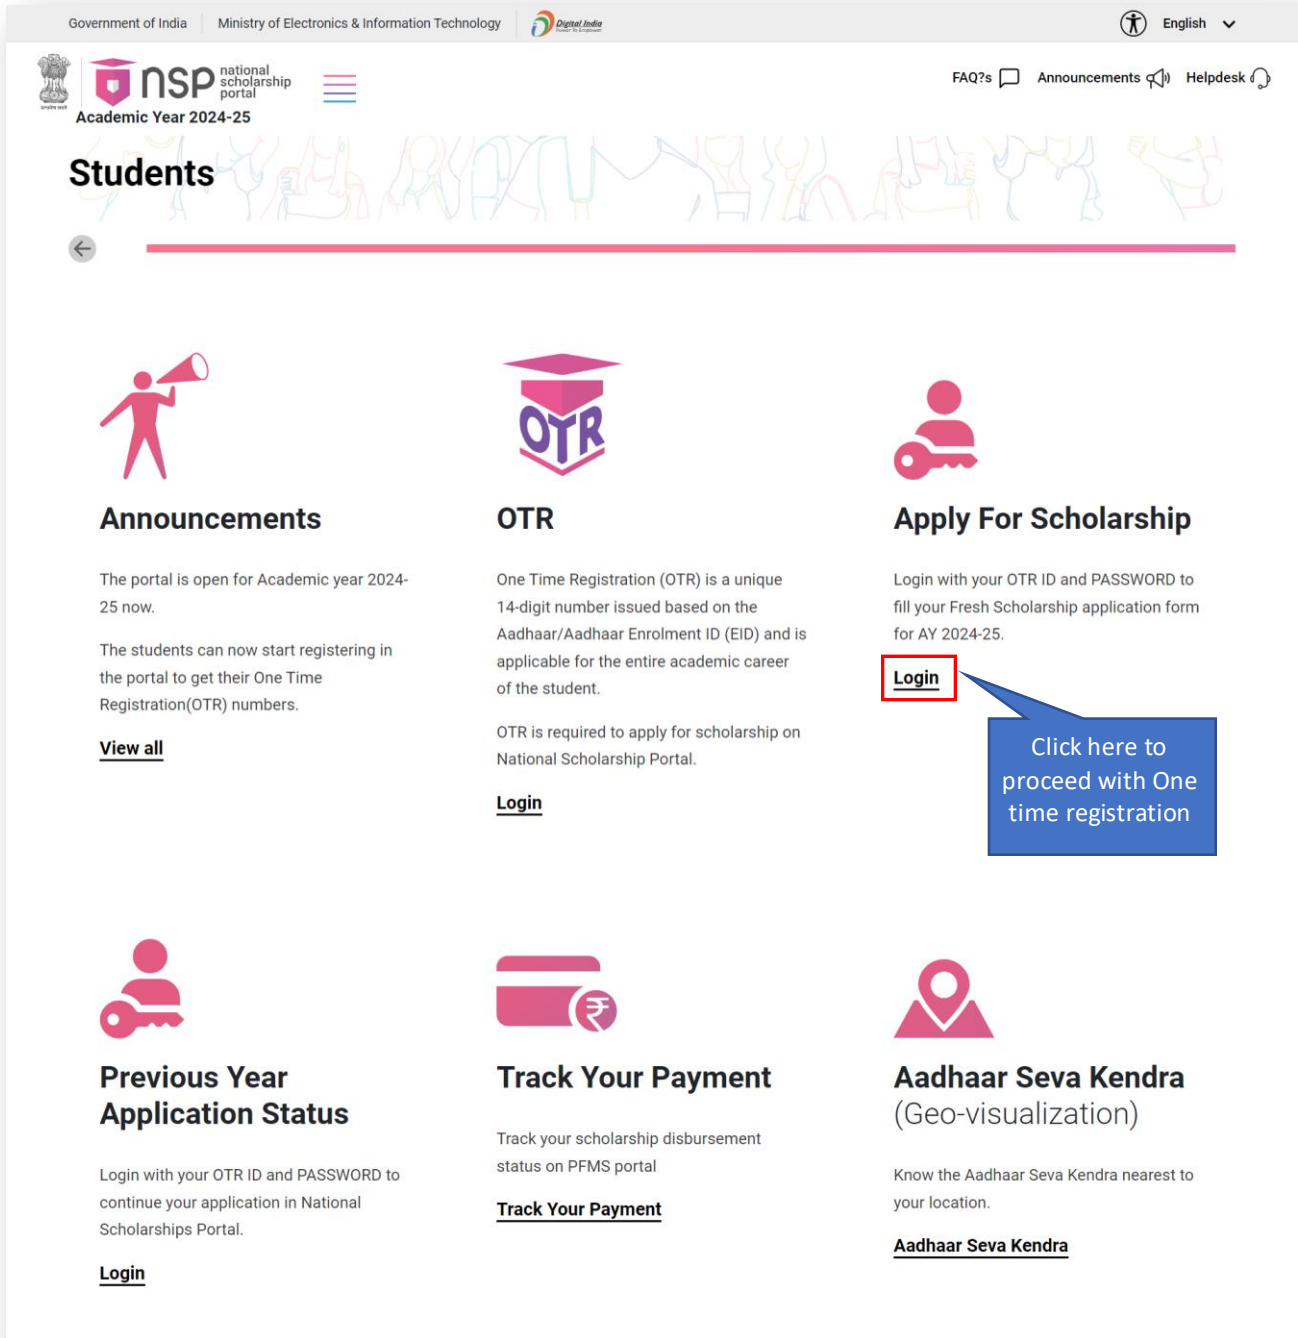 Government of India
Ministry of Electronics & Information Technology
Digital India
Power To Empower
English
nsp national
scholarship
portal
Academic Year 2024-25
FAQ?s
Announcements
Helpdesk
Students
Announcements
The portal is open for Academic year 2024-
25 now.
The students can now start registering in
the portal to get their One Time
Registration(OTR) numbers.
View all
OTR
OTR
One Time Registration (OTR) is a unique
14-digit number issued based on the
Aadhaar/Aadhaar Enrolment ID (EID) and is
applicable for the entire academic career
of the student.
OTR is required to apply for scholarship on
National Scholarship Portal.
Login
Apply For Scholarship
Login with your OTR ID and PASSWORD to
fill your Fresh Scholarship application form
for AY 2024-25.
Login
Click here to
proceed with One
time registration
Previous Year
Application Status
Login with your OTR ID and PASSWORD to
continue your application in National
Scholarships Portal.
Login
₹
Track Your Payment
Track your scholarship disbursement
status on PFMS portal
Track Your Payment
Aadhaar Seva Kendra
(Geo-visualization)
Know the Aadhaar Seva Kendra nearest to
your location.
Aadhaar Seva Kendra